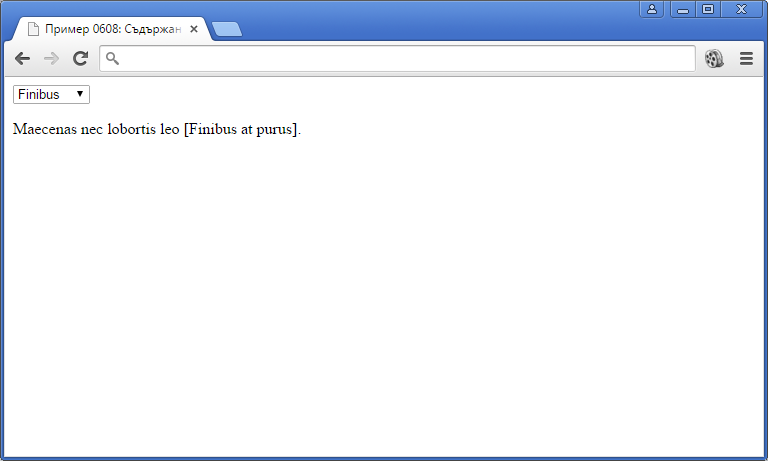 Пример 0608: Съдържан
Finibus
Maecenas nec lobortis leo [Finibus at purus].